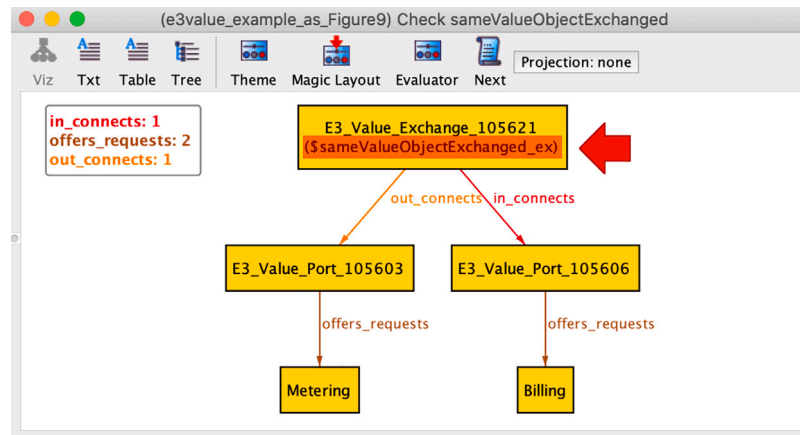 (e3value_example_as_Figure9) Check sameValueObjectExchanged
Viz Txt Table Tree Theme Magic Layout Evaluator Next Projection: none
in_connects: 1
offers_requests: 2
out_connects: 1
E3_Value_Exchange_105621
($sameValueObjectExchanged_ex)
out_connects in_connects
E3_Value_Port_105603 E3_Value_Port_105606
offers_requests offers_requests
Metering Billing